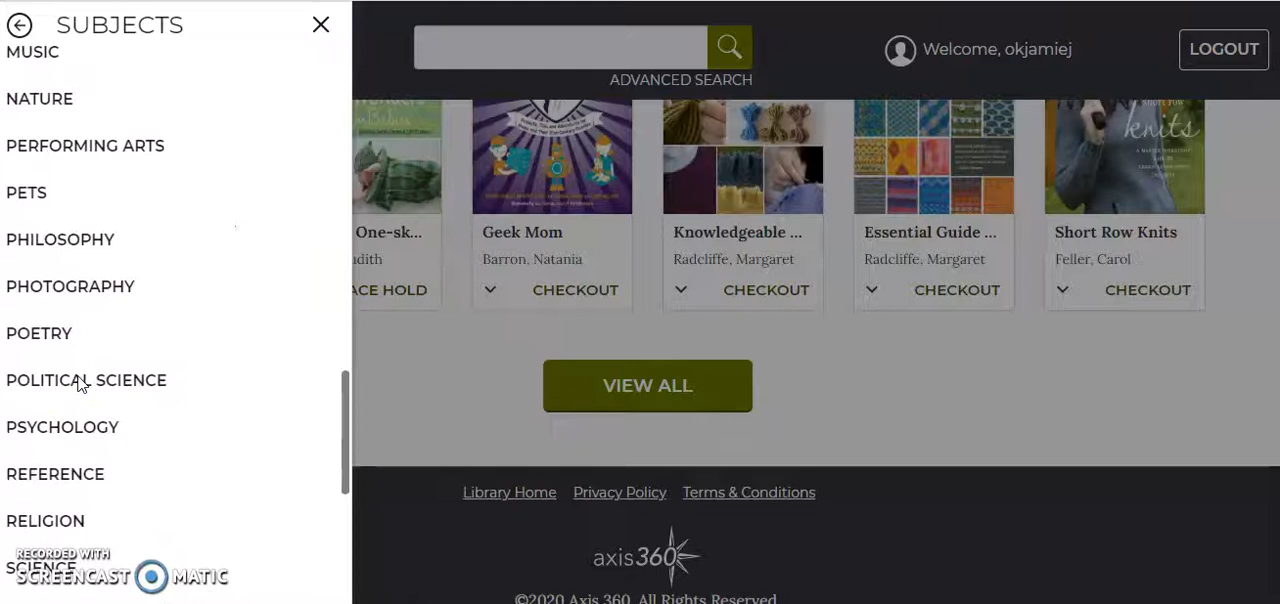 SUBJECTS
MUSIC
NATURE
PERFORMING ARTS
PETS
PHILOSOPHY
PHOTOGRAPHY
POETRY
POLITICAL SCIENCE
PSYCHOLOGY
REFERENCE
RELIGION
SCIENCE
RECORDED WITH
SCREENCAST MATIC
ADVANCED SEARCH
Welcome, okjamiej
LOGOUT
knits
One-sk...
Geek Mom
Knowledgeable ...
Essential Guide ...
Short Row Knits
Barron, Natania
Radcliffe, Margaret
Radcliffe, Margaret
Feller, Carol
HOLD
CHECKOUT
CHECKOUT
CHECKOUT
CHECKOUT
VIEW ALL
Library Home Privacy Policy Terms & Conditions
axis360
©2020 Axis 360. All Rights Reserved